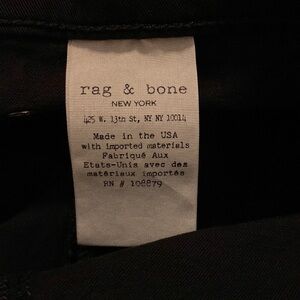 rag & bone
NEW YORK
425 W. 13th St, NY NY 10014
Made in the USA
with imported materials
Fabriqué Aux
Etats-Unis avec des
matériaux importés
RN # 108879